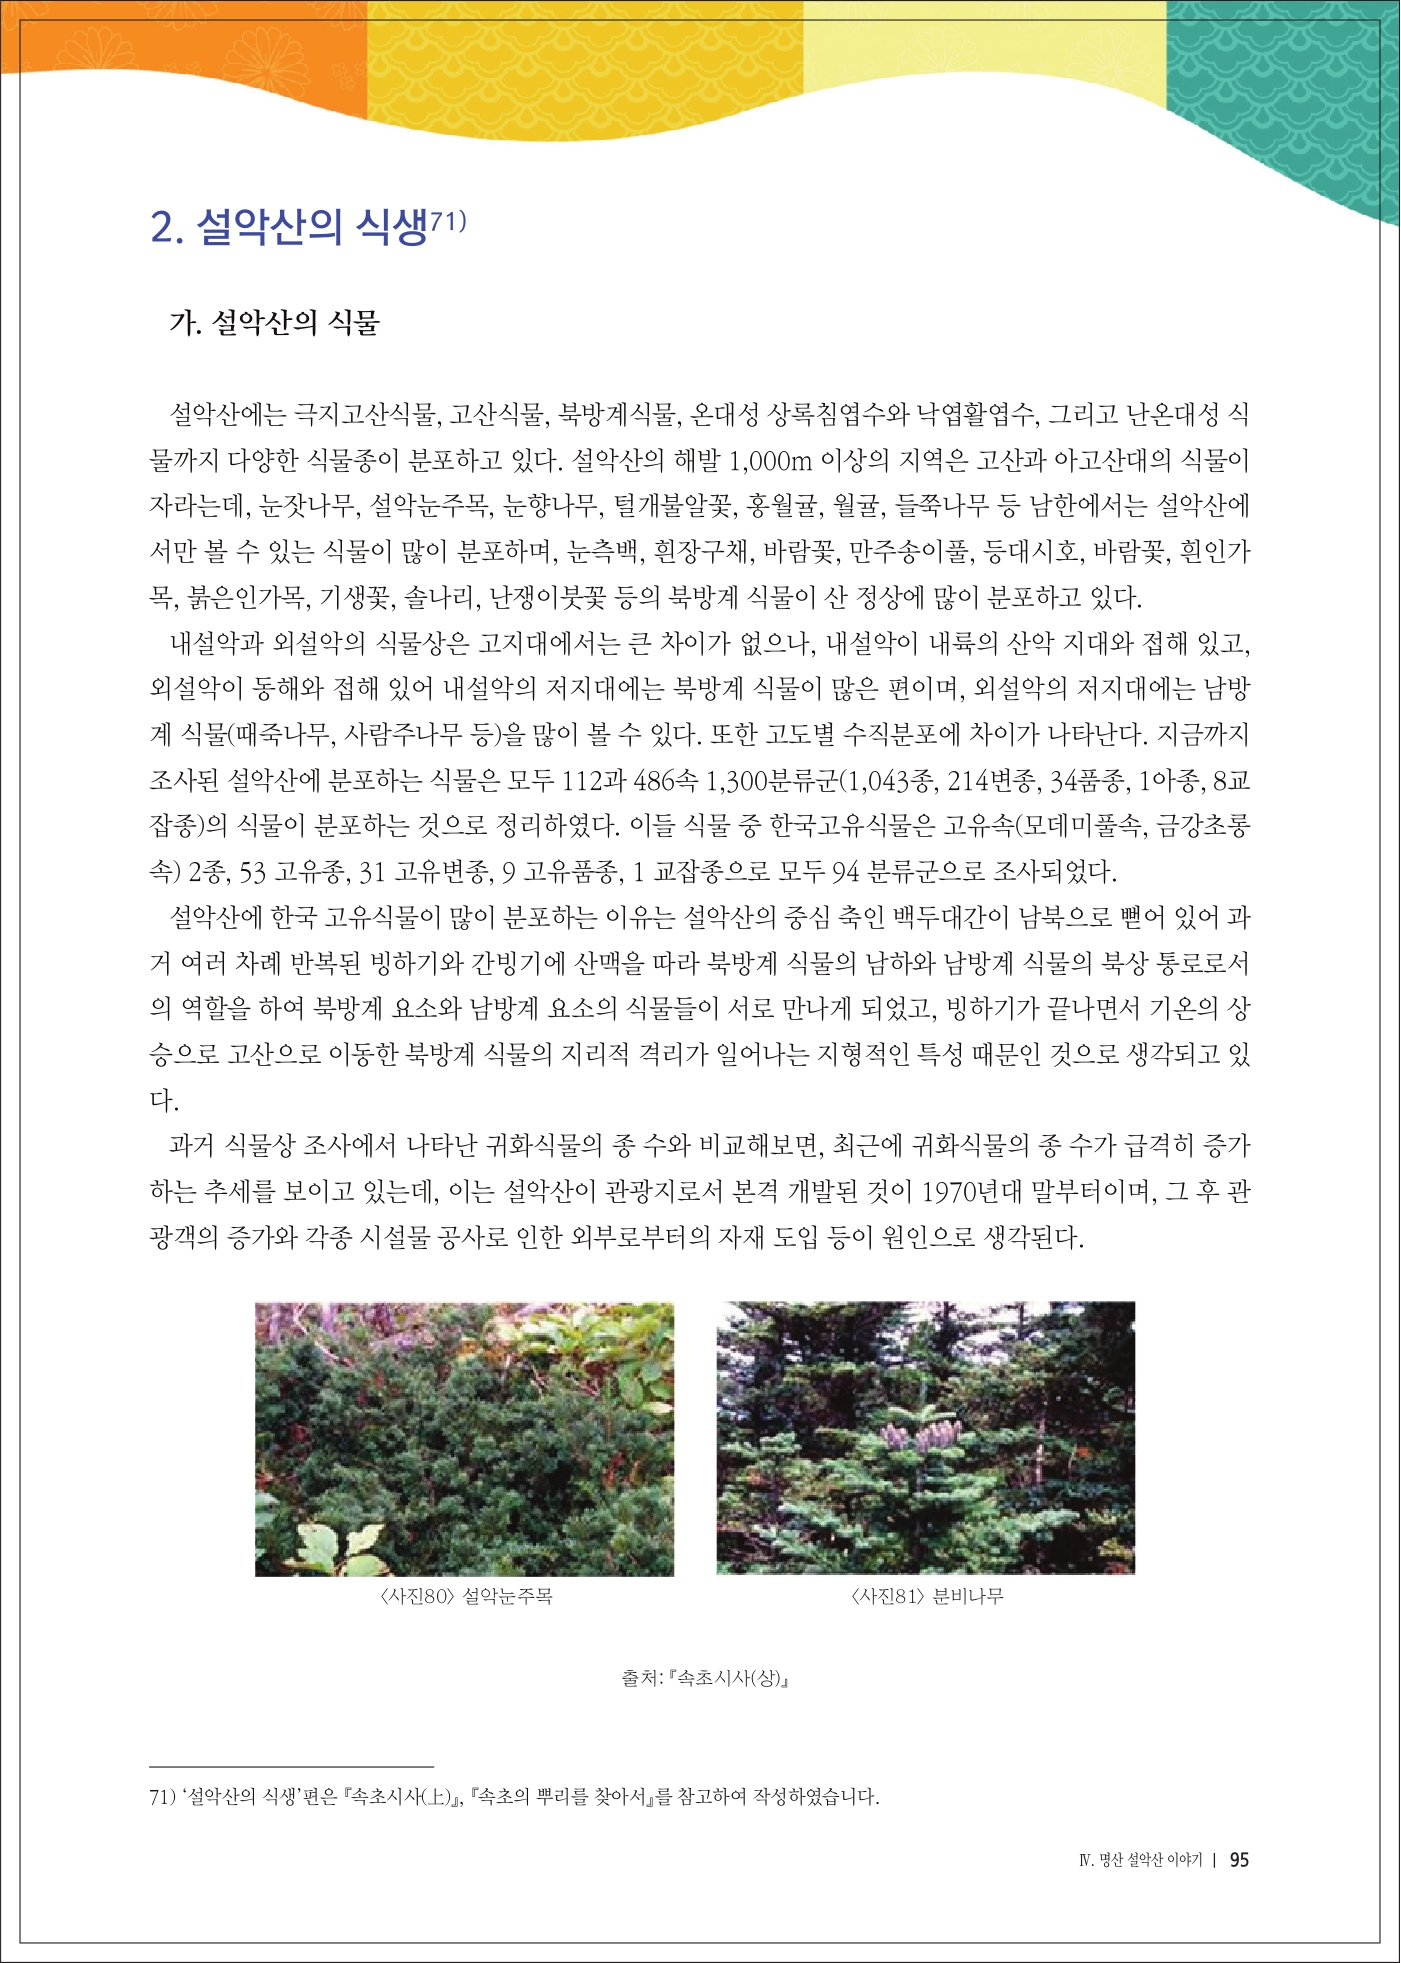 2. 설악산의 식생71)
가. 설악산의 식물
설악산에는 극지고산식물, 고산식물, 북방계식물, 온대성 상록침엽수와 낙엽활엽수, 그리고 난온대성 식
물까지 다양한 식물종이 분포하고 있다. 설악산의 해발 1,000m 이상의 지역은 고산과 아고산대의 식물이
자라는데, 눈잣나무, 설악눈주목, 눈향나무, 털개불알꽃, 홍월귤, 월귤, 들쭉나무 등 남한에서는 설악산에
서만 볼 수 있는 식물이 많이 분포하며, 눈측백, 흰장구채, 바람꽃, 만주송이풀, 등대시호, 바람꽃, 흰인가
목, 붉은인가목, 기생꽃, 솔나리, 난쟁이붓꽃 등의 북방계 식물이 산 정상에 많이 분포하고 있다.
내설악과 외설악의 식물상은 고지대에서는 큰 차이가 없으나, 내설악이 내륙의 산악 지대와 접해 있고,
외설악이 동해와 접해 있어 내설악의 저지대에는 북방계 식물이 많은 편이며, 외설악의 저지대에는 남방
계 식물(때죽나무, 사람주나무 등)을 많이 볼 수 있다. 또한 고도별 수직분포에 차이가 나타난다. 지금까지
조사된 설악산에 분포하는 식물은 모두 112과 486속 1,300분류군(1,043종, 214변종, 34품종, 1아종, 8교
잡종)의 식물이 분포하는 것으로 정리하였다. 이들 식물 중 한국고유식물은 고유속(모데미풀속, 금강초롱
속) 2종, 53 고유종, 31 고유변종, 9 고유품종, 1 교잡종으로 모두 94 분류군으로 조사되었다.
설악산에 한국 고유식물이 많이 분포하는 이유는 설악산의 중심 축인 백두대간이 남북으로 뻗어 있어 과
거 여러 차례 반복된 빙하기와 간빙기에 산맥을 따라 북방계 식물의 남하와 남방계 식물의 북상 통로로서
의 역할을 하여 북방계 요소와 남방계 요소의 식물들이 서로 만나게 되었고, 빙하기가 끝나면서 기온의 상
승으로 고산으로 이동한 북방계 식물의 지리적 격리가 일어나는 지형적인 특성 때문인 것으로 생각되고 있
다.
과거 식물상 조사에서 나타난 귀화식물의 종 수와 비교해보면, 최근에 귀화식물의 종 수가 급격히 증가
하는 추세를 보이고 있는데, 이는 설악산이 관광지로서 본격 개발된 것이 1970년대 말부터이며, 그 후 관
광객의 증가와 각종 시설물 공사로 인한 외부로부터의 자재 도입 등이 원인으로 생각된다.
〈사진80〉 설악눈주목
〈사진81〉 분비나무
출처:『속초시사(상)』
71) ‘설악산의 식생’편은 『속초시사(上)』, 『속초의 뿌리를 찾아서』를 참고하여 작성하였습니다.
Ⅳ. 명산 설악산 이야기 | 95